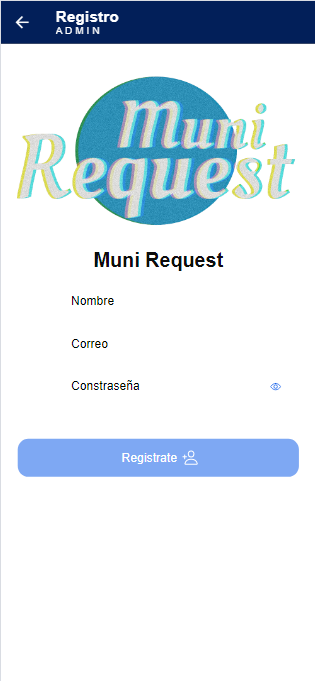 Registro
ADMIN
Muni
Request
Muni Request
Nombre
Correo
Constraseña
Registrate